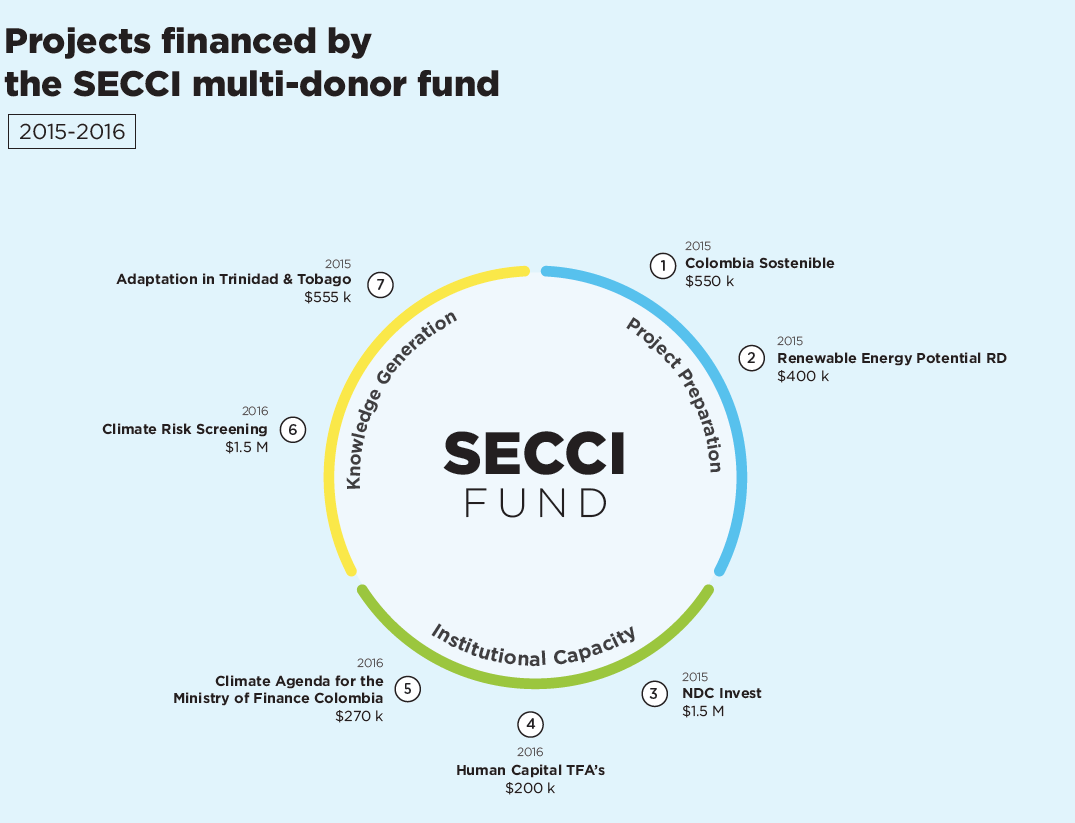 Projects financed by
the SECCI multi-donor fund
2015-2016
2015
Colombia Sostenible
$550 k
1
2015
Renewable Energy Potential RD
$400 k
2
2015
NDC Invest
$1.5 M
3
4
2016
Human Capital TFA's
$200 k
2016
Climate Agenda for the
Ministry of Finance Colombia
$270 k
5
2016
Climate Risk Screening
$1.5 M
6
2015
Adaptation in Trinidad & Tobago
$555 k
7
Knowledge Generation
Project Preparation
Institutional Capacity
SECCI
FUND